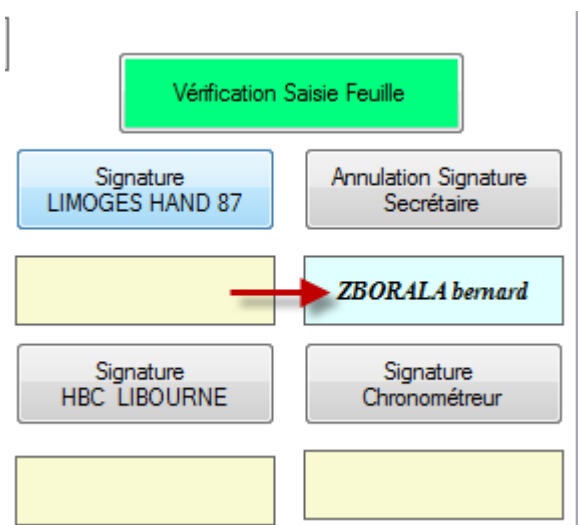 Vérification Saisie Feuille
Signature
LIMOGES HAND 87
Annulation Signature
Secrétaire
ZBORALA bernard
Signature
HBC LIBOURNE
Signature
Chronométreur